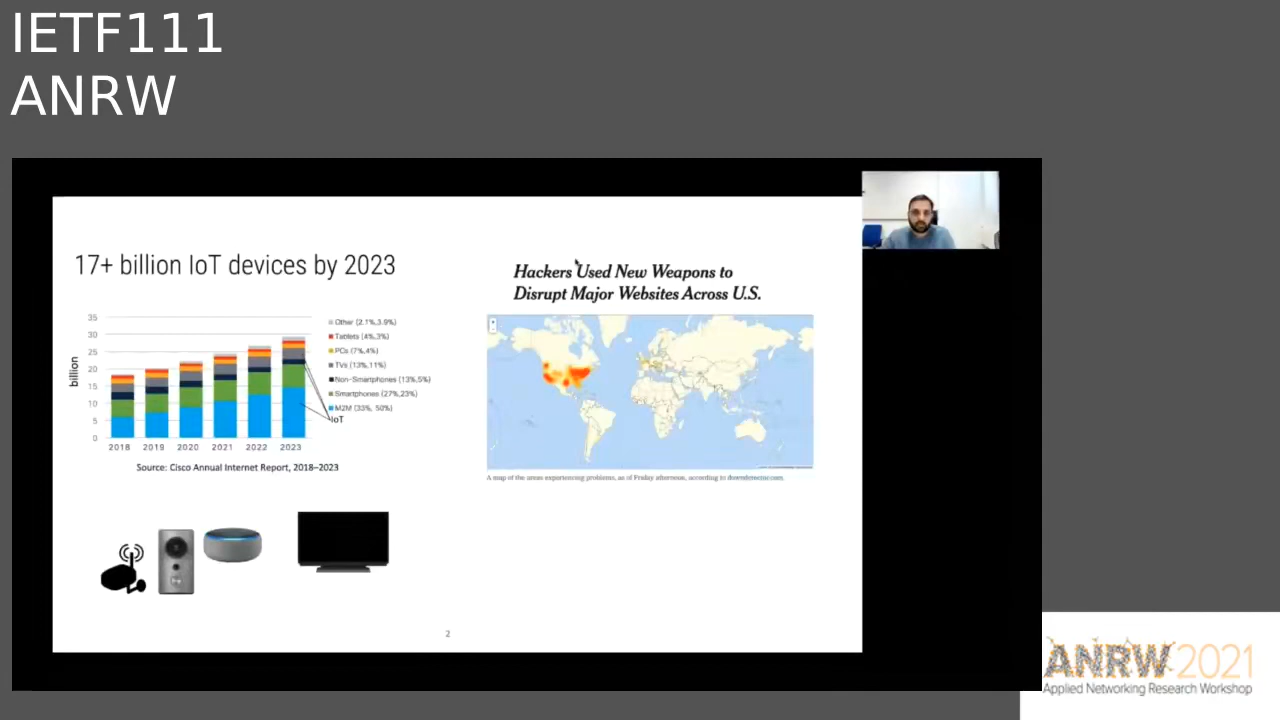 IETF111
ANRW
17+ billion IoT devices by 2023
billion
35
30
25
20
15
10
5
0
2018 2019 2020 2021 2022 2023
Other (2.1%,3.9%)
Tablets (4%,3%)
PCs (7%,4%)
TVs (13%,11%)
Non-Smartphones (13%,5%)
Smartphones (27%,23%)
M2M (33%, 50%)
IoT
Source: Cisco Annual Internet Report, 2018–2023
Hackers Used New Weapons to
Disrupt Major Websites Across U.S.
A map of the areas experiencing problems, as of Friday afternoon, according to downdetector.com.
2
ANRW2021
Applied Networking Research Workshop